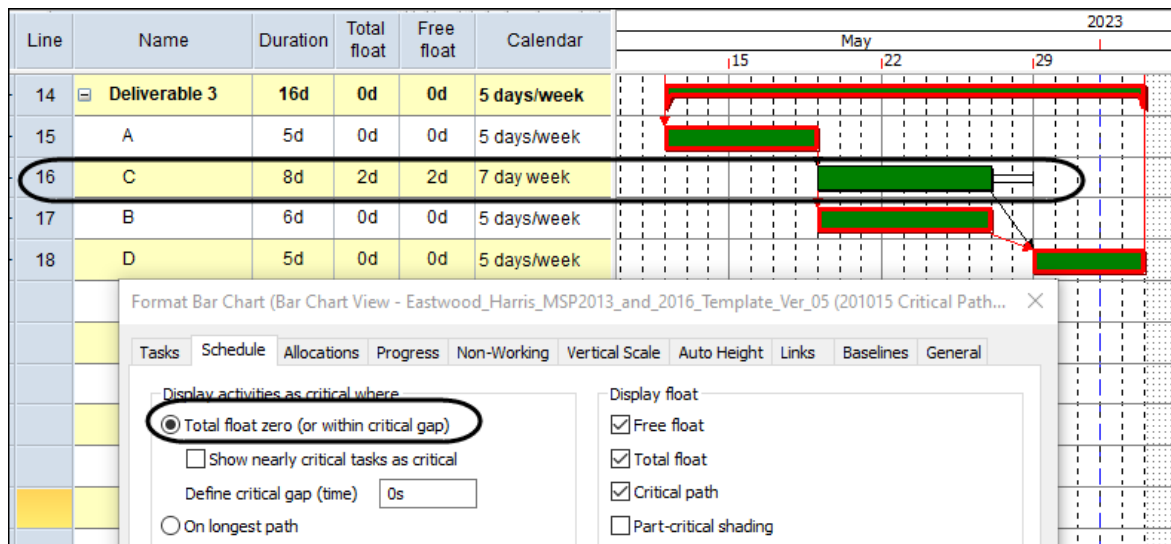 2023
Line Name Duration Total float Free float Calendar May
15 22 29
14 Deliverable 3 16d 0d 0d 5 days/week
15 A 5d 0d 0d 5 days/week
16 C 8d 2d 2d 7 day week
17 B 6d 0d 0d 5 days/week
18 D 5d 0d 0d 5 days/week
Format Bar Chart (Bar Chart View - Eastwood_Harris_MSP2013_and_2016_Template_Ver_05 (201015 Critical Path...
Tasks Schedule Allocations Progress Non-Working Vertical Scale Auto Height Links Baselines General
Display activities as critical where Display float
Total float zero (or within critical gap) Free float
Show nearly critical tasks as critical Total float
Define critical gap (time) 0s Critical path
On longest path Part-critical shading